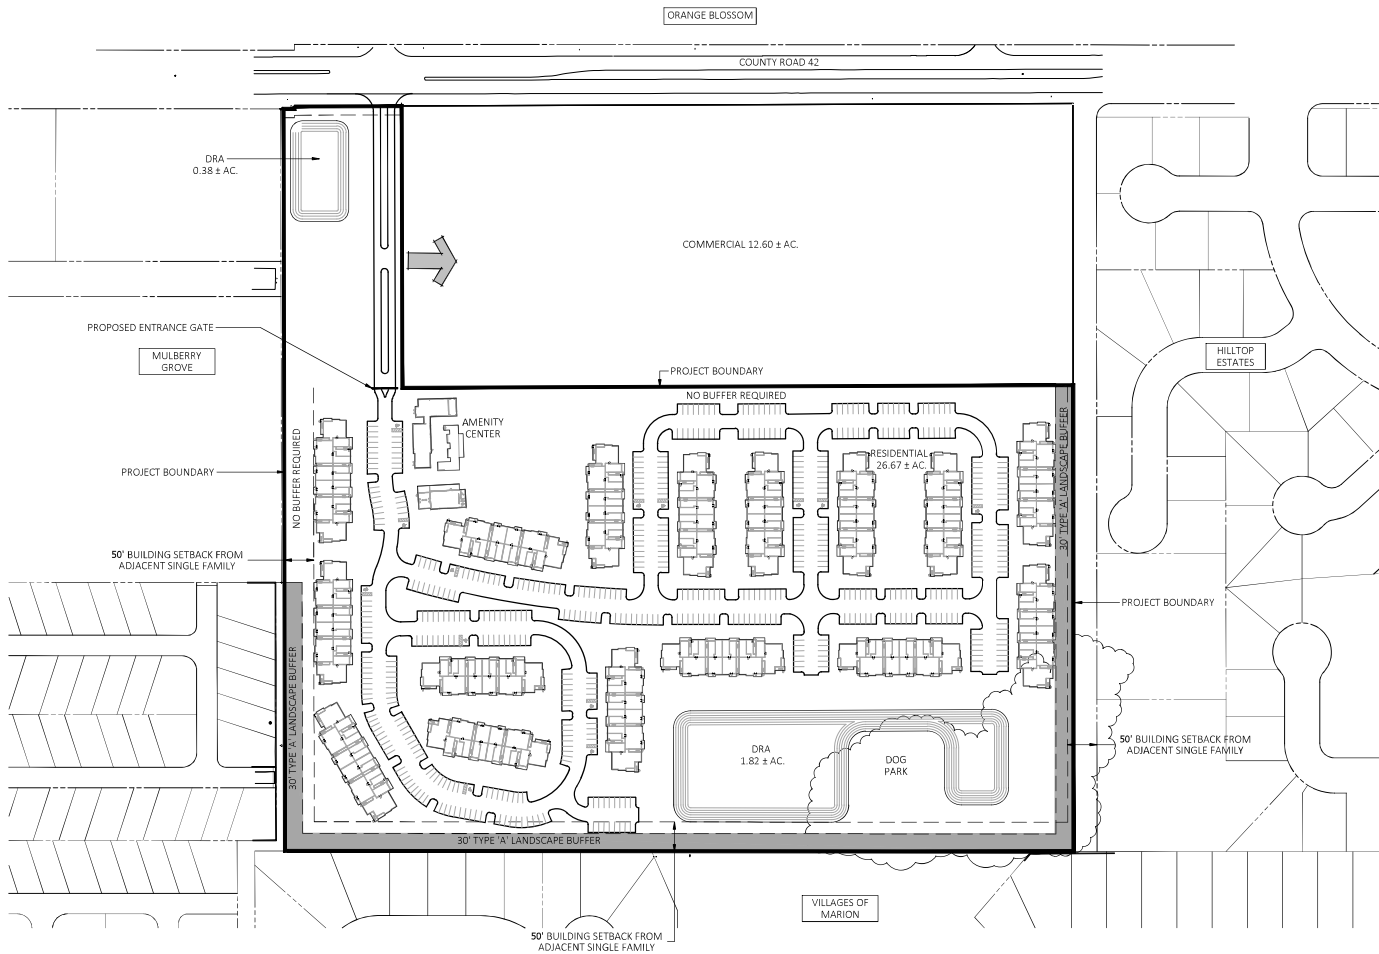 ORANGE BLOSSOM
COUNTY ROAD 42
DRA
0.38 ± AC.
COMMERCIAL 12.60 ± AC.
PROPOSED ENTRANCE GATE
MULBERRY
GROVE
HILLTOP
ESTATES
PROJECT BOUNDARY
NO BUFFER REQUIRED
AMENITY
CENTER
RESIDENTIAL
26.67 ± AC.
30' TYPE 'A' LANDSCAPE BUFFER
NO BUFFER REQUIRED
PROJECT BOUNDARY
50' BUILDING SETBACK FROM
ADJACENT SINGLE FAMILY
PROJECT BOUNDARY
30' TYPE 'A' LANDSCAPE BUFFER
DRA
1.82 ± AC.
DOG
PARK
50' BUILDING SETBACK FROM
ADJACENT SINGLE FAMILY
30' TYPE 'A' LANDSCAPE BUFFER
VILLAGES OF
MARION
50' BUILDING SETBACK FROM
ADJACENT SINGLE FAMILY